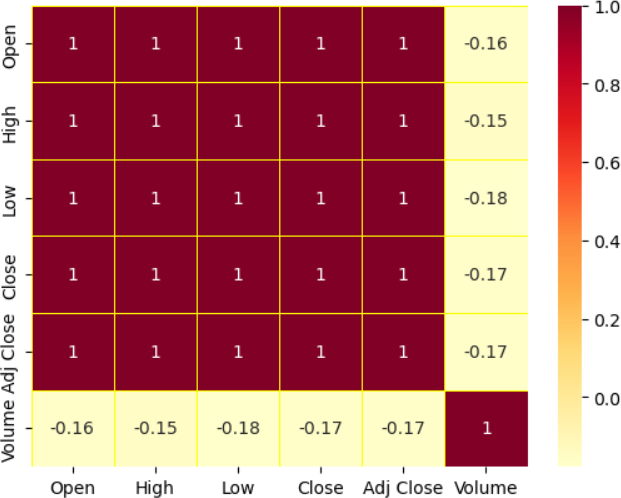 Open 1 1 1 1 1 -0.16
High 1 1 1 1 1 -0.15
Low 1 1 1 1 1 -0.18
Close 1 1 1 1 1 -0.17
Adj Close 1 1 1 1 1 -0.17
Volume -0.16 -0.15 -0.18 -0.17 -0.17 1
Open High Low Close Adj Close Volume
1.0
0.8
0.6
0.4
0.2
0.0